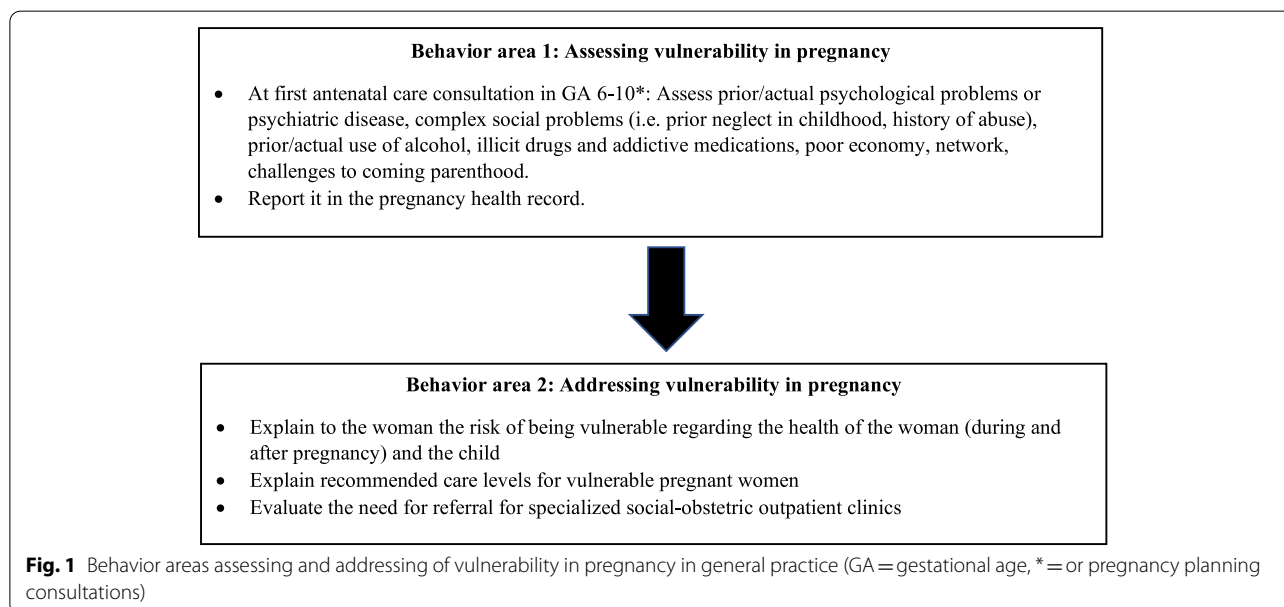 Behavior area 1: Assessing vulnerability in pregnancy
• At first antenatal care consultation in GA 6-10*: Assess prior/actual psychological problems or
psychiatric disease, complex social problems (i.e. prior neglect in childhood, history of abuse),
prior/actual use of alcohol, illicit drugs and addictive medications, poor economy, network,
challenges to coming parenthood.
• Report it in the pregnancy health record.
Behavior area 2: Addressing vulnerability in pregnancy
• Explain to the woman the risk of being vulnerable regarding the health of the woman (during and
after pregnancy) and the child
• Explain recommended care levels for vulnerable pregnant women
• Evaluate the need for referral for specialized social-obstetric outpatient clinics
Fig. 1 Behavior areas assessing and addressing of vulnerability in pregnancy in general practice (GA = gestational age, * = or pregnancy planning
consultations)